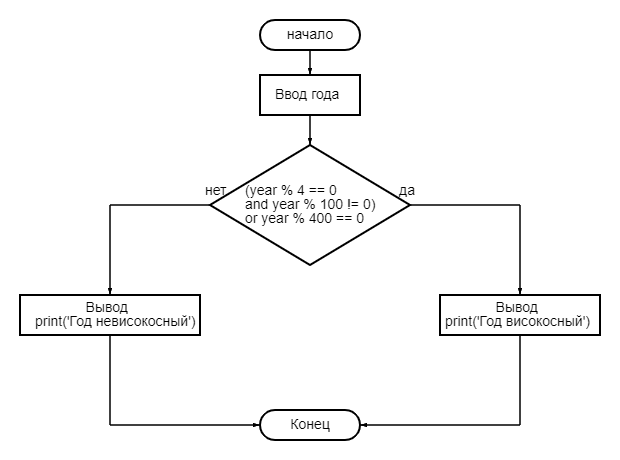 начало
Ввод года
нет
да
(year % 4 == 0
and year % 100 != 0)
or year % 400 == 0
Вывод
print('Год невисокосный')
Вывод
print('Год високосный')
Конец